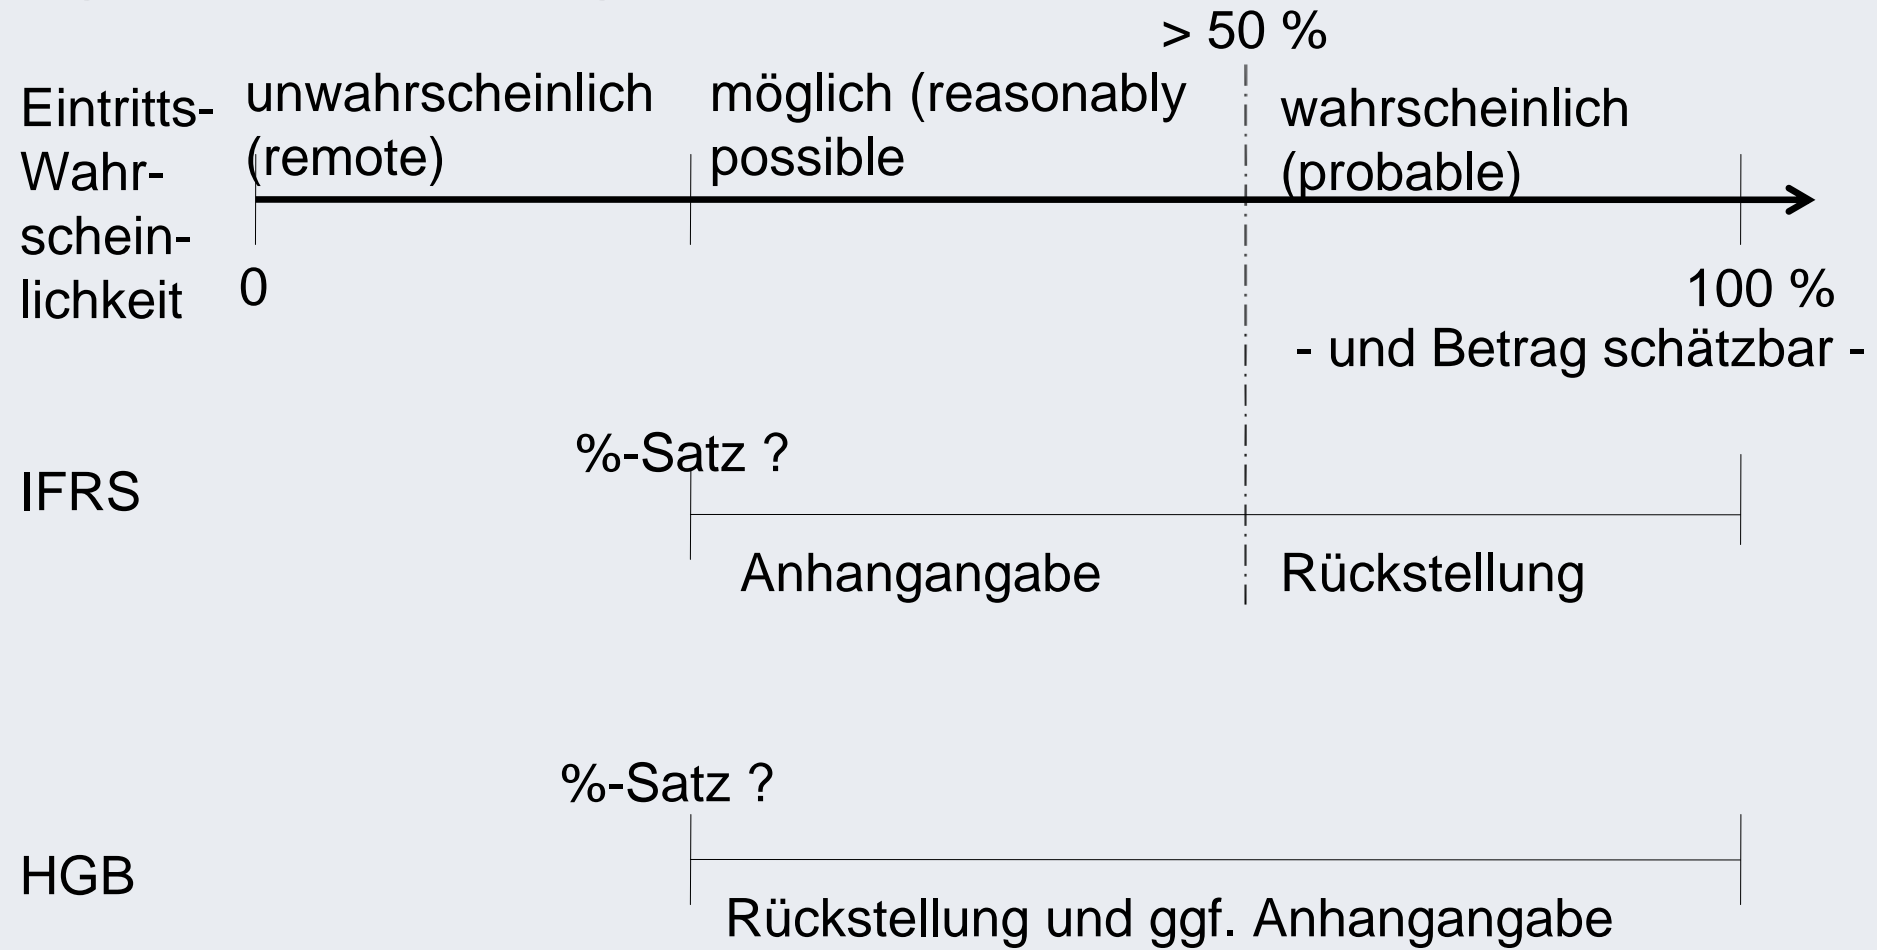 > 50 %
Eintritts-
Wahr-
schein-
lichkeit
unwahrscheinlich
(remote)
möglich (reasonably
possible
wahrscheinlich
(probable)
0
100 %
- und Betrag schätzbar -
%-Satz ?
IFRS
Anhangangabe
Rückstellung
%-Satz ?
HGB
Rückstellung und ggf. Anhangangabe